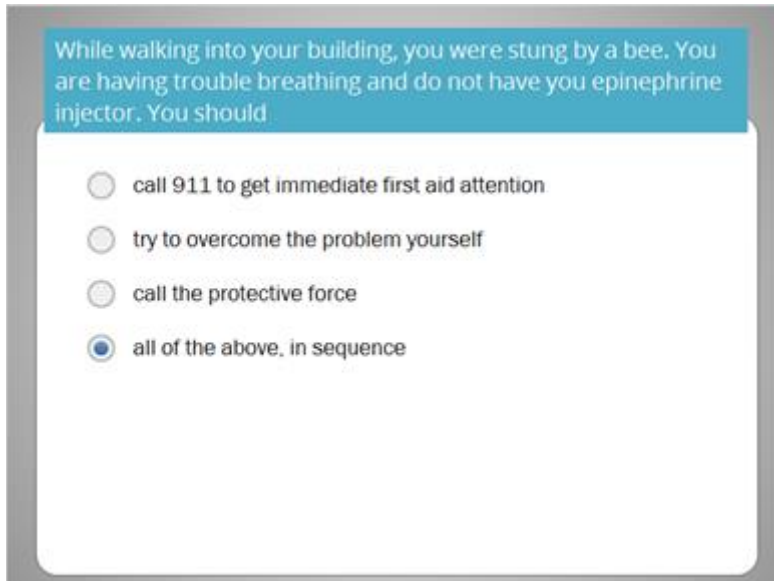 While walking into your building, you were stung by a bee. You
are having trouble breathing and do not have you epinephrine
injector. You should
call 911 to get immediate first aid attention
try to overcome the problem yourself
call the protective force
all of the above, in sequence